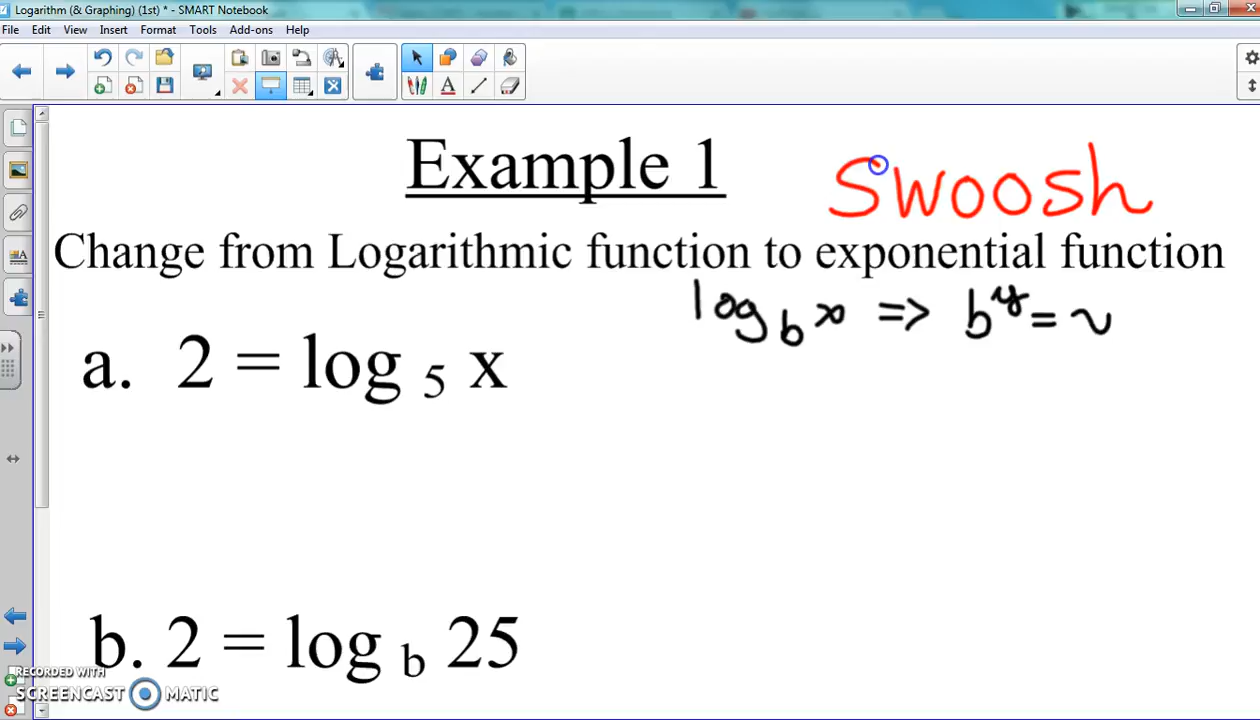 Logarithm (& Graphing) (1st) * - SMART Notebook
File Edit View Insert Format Tools Add-ons Help
Example 1
Swoosh
Change from Logarithmic function to exponential function
log b x => b^y = ~
a. 2 = log 5 x
b. 2 = log b 25
RECORDED WITH
SCREENCAST MATIC